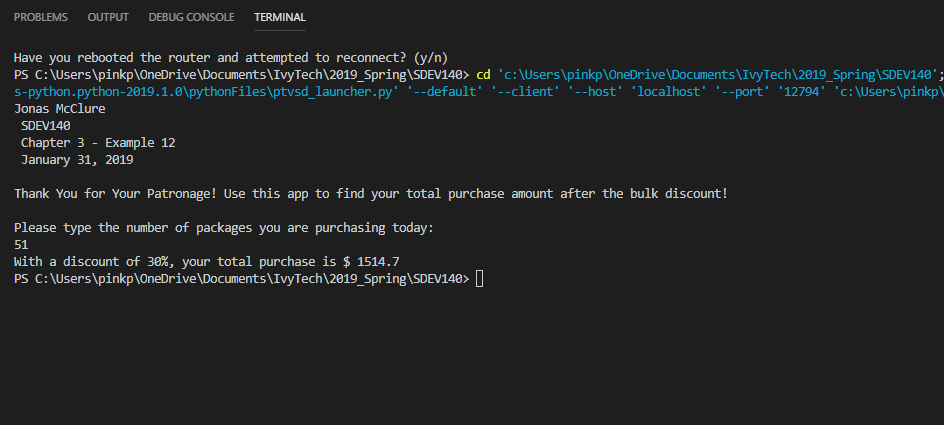 PROBLEMS OUTPUT DEBUG CONSOLE TERMINAL
Have you rebooted the router and attempted to reconnect? (y/n)
PS C:\Users\pinkp\OneDrive\Documents\IvyTech\2019_Spring\SDEV140> cd 'c:\Users\pinkp\OneDrive\Documents\IvyTech\2019_Spring\SDEV140';
s-python.python-2019.1.0\pythonFiles\ptvsd_launcher.py' '--default' '--client' '--host' 'localhost' '--port' '12794' 'c:\Users\pinkp\
Jonas McClure
SDEV140
Chapter 3 - Example 12
January 31, 2019
Thank You for Your Patronage! Use this app to find your total purchase amount after the bulk discount!
Please type the number of packages you are purchasing today:
51
With a discount of 30%, your total purchase is $ 1514.7
PS C:\Users\pinkp\OneDrive\Documents\IvyTech\2019_Spring\SDEV140>